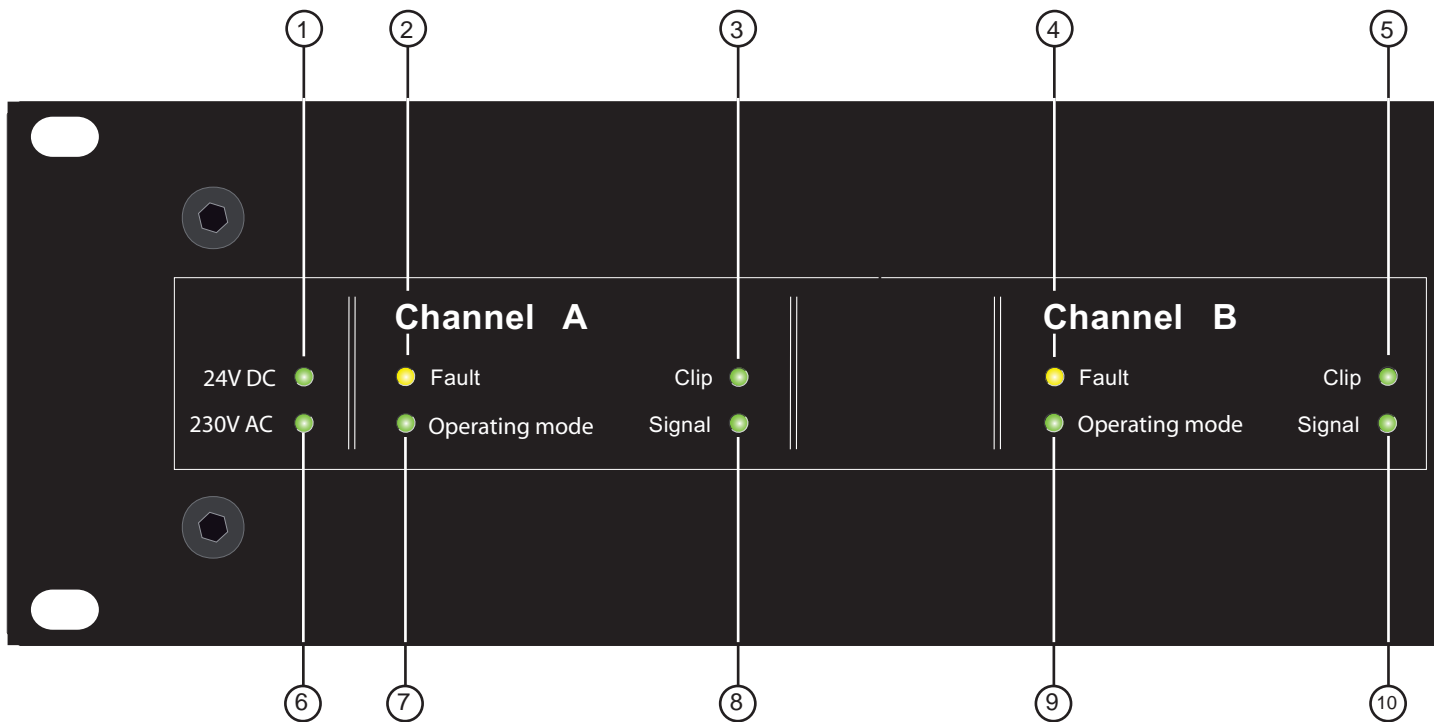 1 2 3 4 5
Channel A Channel B
24V DC Fault Clip Fault Clip
230V AC Operating mode Signal Operating mode Signal
6 7 8 9 10